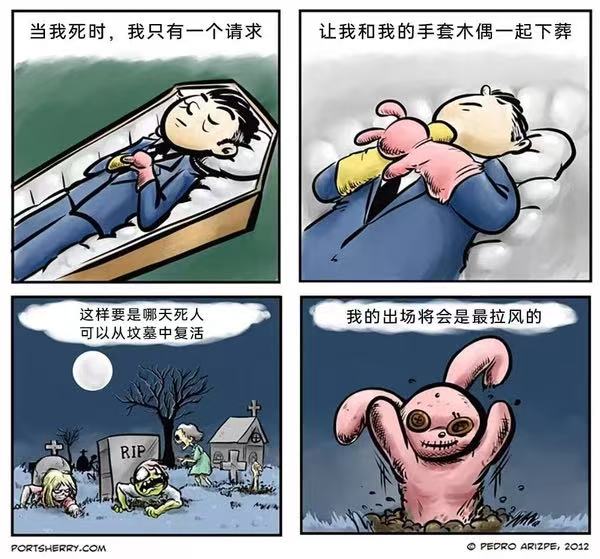 当我死时，我只有一个请求
让我和我的手套木偶一起下葬
这样要是哪天死人
可以从坟墓中复活
RIP
我的出场将会是最拉风的
PORTSHERRY.COM
© PEDRO ARIZPE, 2012